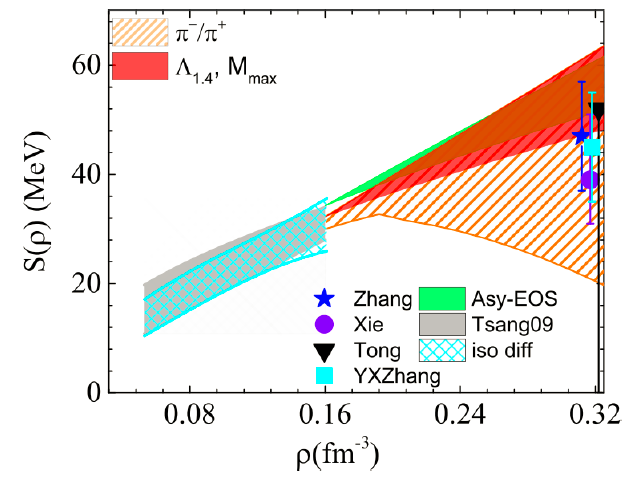 π⁻/π⁺
Λ₁.₄, Mₘₐₓ
60
40
20
0
S(ρ) (MeV)
Zhang
Xie
Tong
YXZhang
Asy-EOS
Tsang09
iso diff
0.08
0.16
0.24
0.32
ρ(fm⁻³)